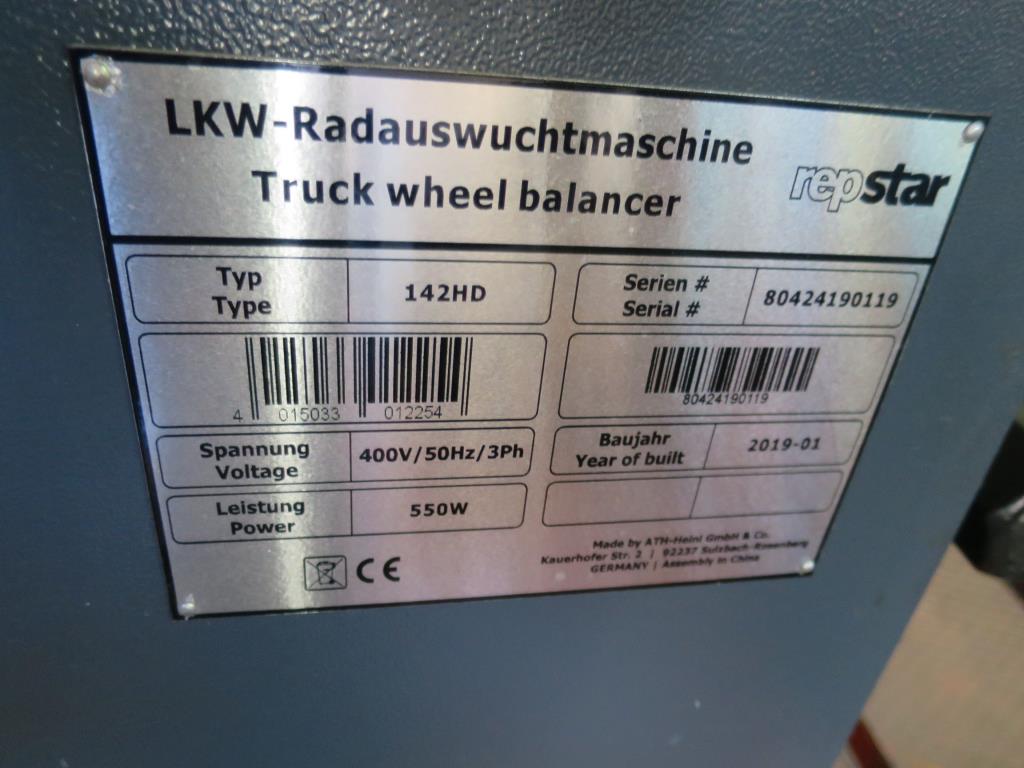 LKW-Radauswuchtmaschine
Truck wheel balancer
repstar
Typ
Type
142HD
Serien #
Serial #
80424190119
4 015033 012254
80424190119
Spannung
Voltage
400V/50Hz/3Ph
Baujahr
Year of built
2019-01
Leistung
Power
550W
CE
Made by ATH-Heinl GmbH & Co.
Kauerhofer Str. 2 | 92237 Sulzbach-Rosenberg
GERMANY | Assembly in China